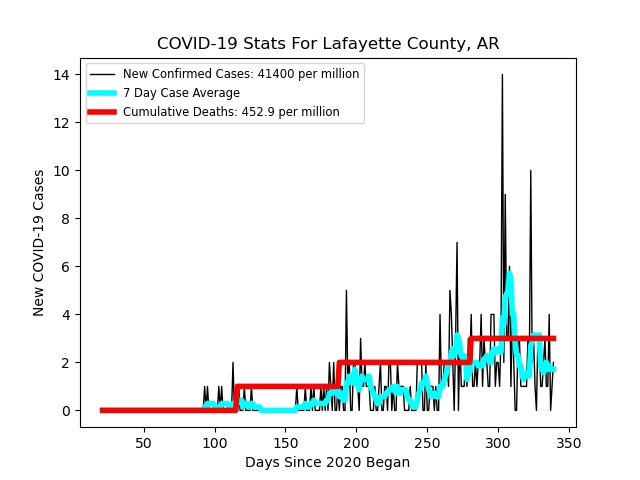 COVID-19 Stats For Lafayette County, AR
New Confirmed Cases: 41400 per million
7 Day Case Average
Cumulative Deaths: 452.9 per million
New COVID-19 Cases
14
12
10
8
6
4
2
0
50 100 150 200 250 300 350
Days Since 2020 Began